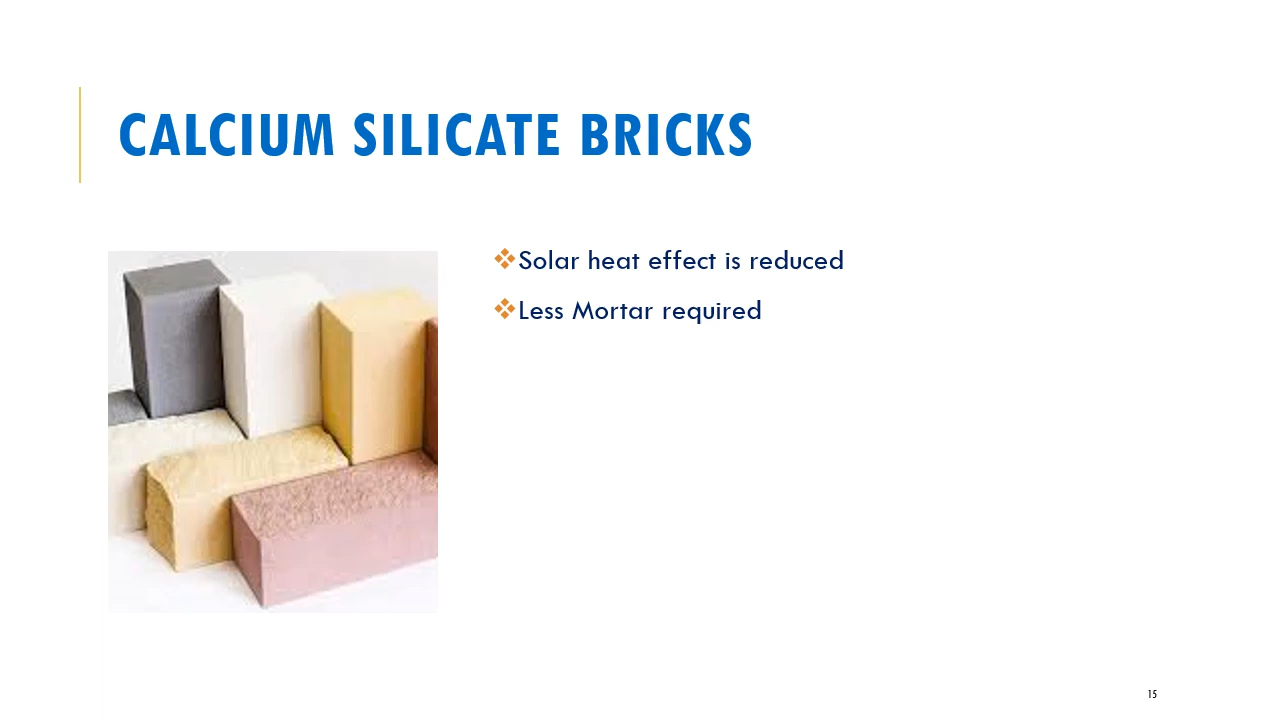 CALCIUM SILICATE BRICKS
❖Solar heat effect is reduced
❖Less Mortar required
15